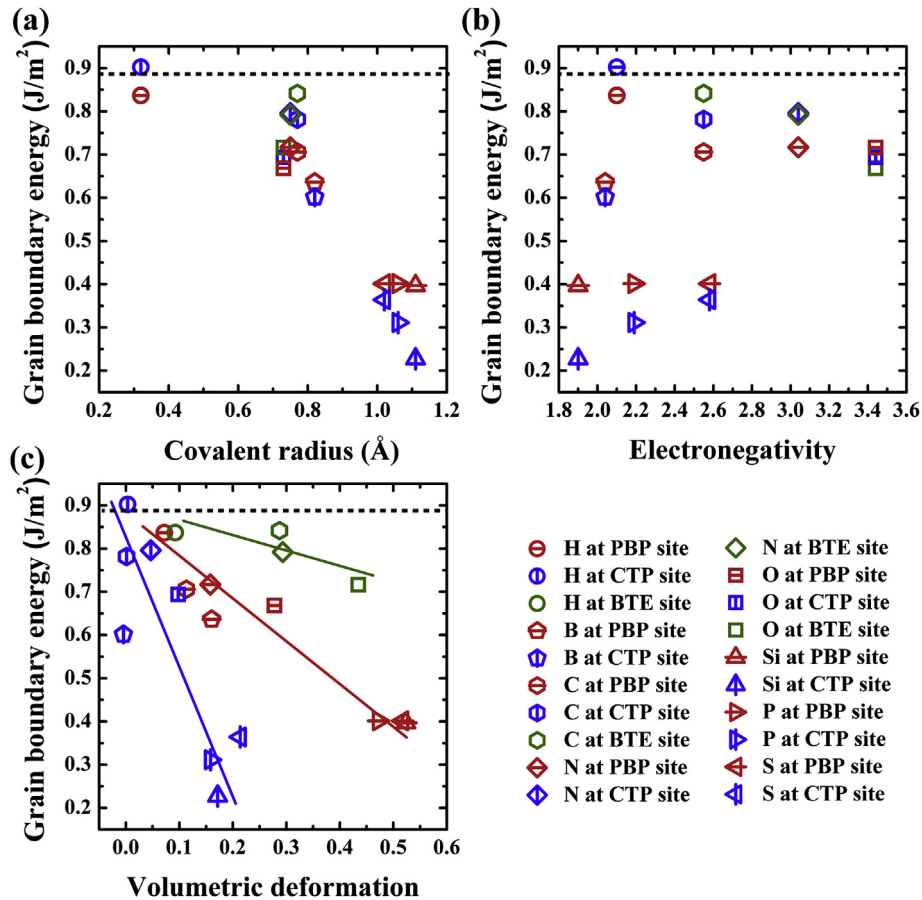 (a)
Grain boundary energy (J/m²)
0.9
0.8
0.7
0.6
0.5
0.4
0.3
0.2
0.2 0.4 0.6 0.8 1.0 1.2
Covalent radius (Å)
(b)
Grain boundary energy (J/m²)
0.9
0.8
0.7
0.6
0.5
0.4
0.3
0.2
1.8 2.0 2.2 2.4 2.6 2.8 3.0 3.2 3.4 3.6
Electronegativity
(c)
Grain boundary energy (J/m²)
0.9
0.8
0.7
0.6
0.5
0.4
0.3
0.2
0.0 0.1 0.2 0.3 0.4 0.5 0.6
Volumetric deformation
H at PBP site
H at CTP site
H at BTE site
B at PBP site
B at CTP site
C at PBP site
C at CTP site
C at BTE site
N at PBP site
N at CTP site
N at BTE site
O at PBP site
O at CTP site
O at BTE site
Si at PBP site
Si at CTP site
P at PBP site
P at CTP site
S at PBP site
S at CTP site